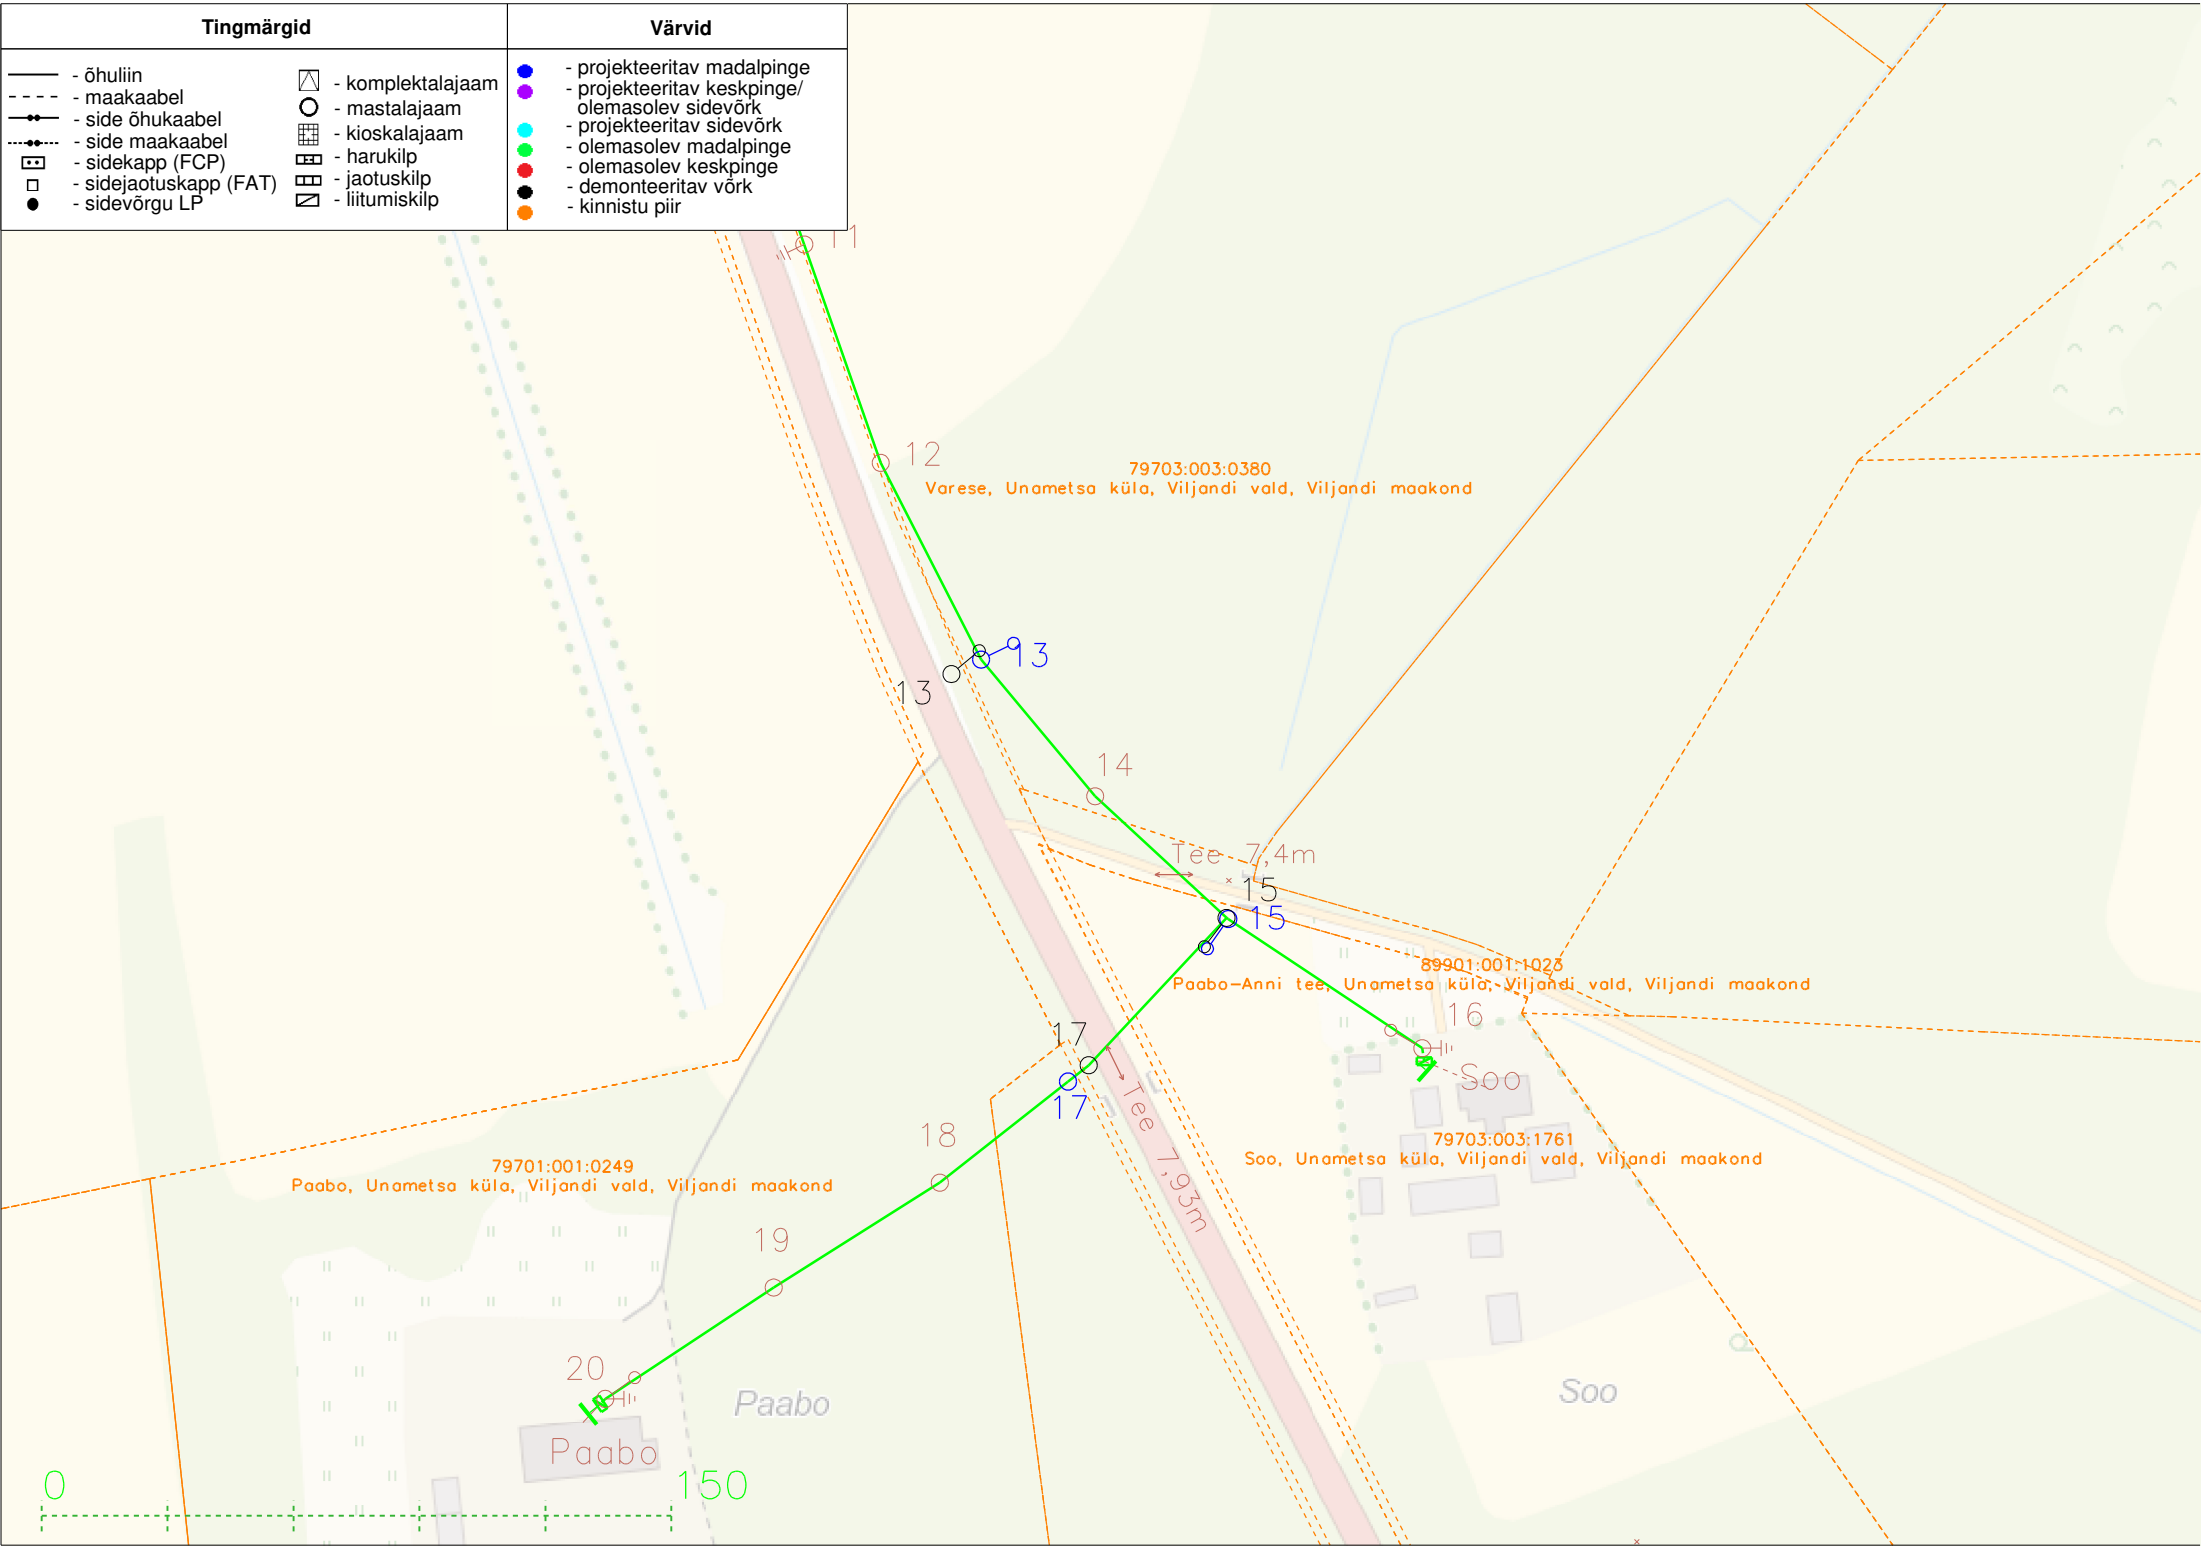 Tingmärgid
Värvid
- õhuliin
- maakaabel
- side õhukaabel
- side maakaabel
- sidekapp (FCP)
- sidejaotuskapp (FAT)
- sidevõrgu LP
- komplektalajaam
- mastalajaam
- kioskalajaam
- harukilp
- jaotuskilp
- liitumiskilp
- projekteeritav madalpinge
- projekteeritav keskpinge/
olemasolev sidevõrk
- projekteeritav sidevõrk
- olemasolev madalpinge
- olemasolev keskpinge
- demonteeritav võrk
- kinnistu piir
11
12
79703:003:0380
Varese, Unametsa küla, Viljandi vald, Viljandi maakond
13
13
14
Tee 7,4m
15
15
89901:001:1023
Paabo-Anni tee, Unametsa küla, Viljandi vald, Viljandi maakond
16
17
Soo
17
Tee 7,93m
18
79703:003:1761
Soo, Unametsa küla, Viljandi vald, Viljandi maakond
79701:001:0249
Paabo, Unametsa küla, Viljandi vald, Viljandi maakond
19
20
Paabo
Soo
Paabo
0
150